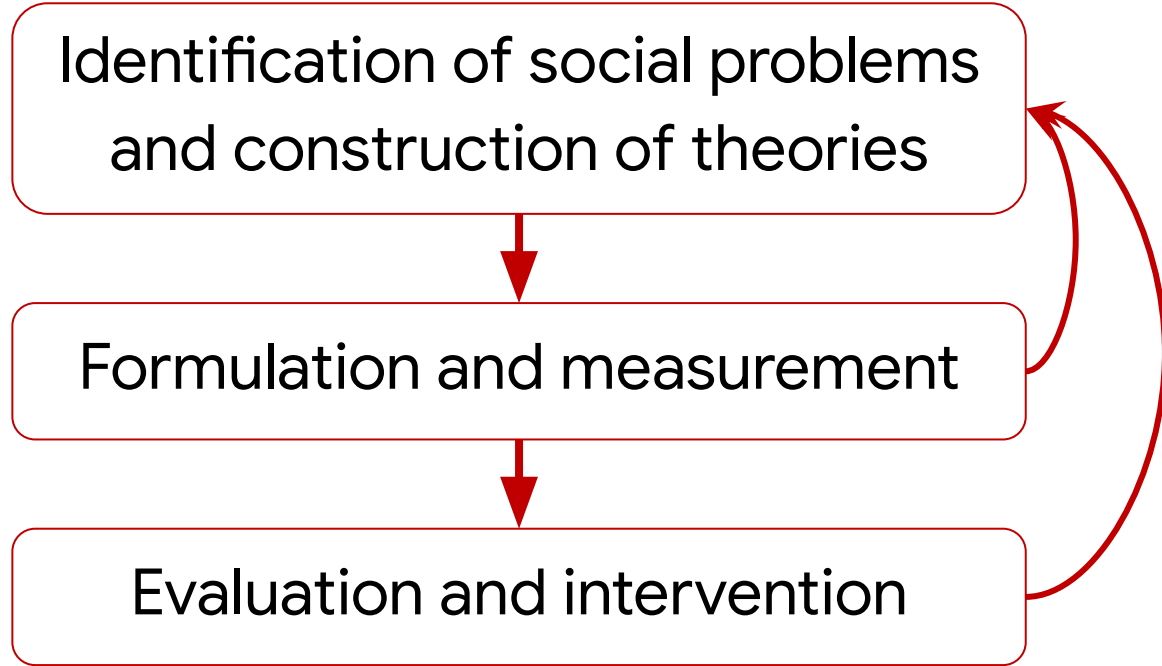 Identification of social problems
and construction of theories
Formulation and measurement
Evaluation and intervention